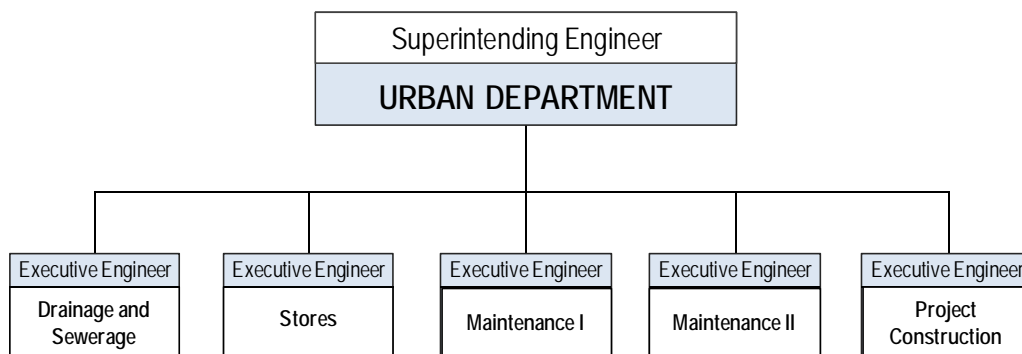 Superintending Engineer
URBAN DEPARTMENT
Executive Engineer
Drainage and
Sewerage
Executive Engineer
Stores
Executive Engineer
Maintenance I
Executive Engineer
Maintenance II
Executive Engineer
Project
Construction